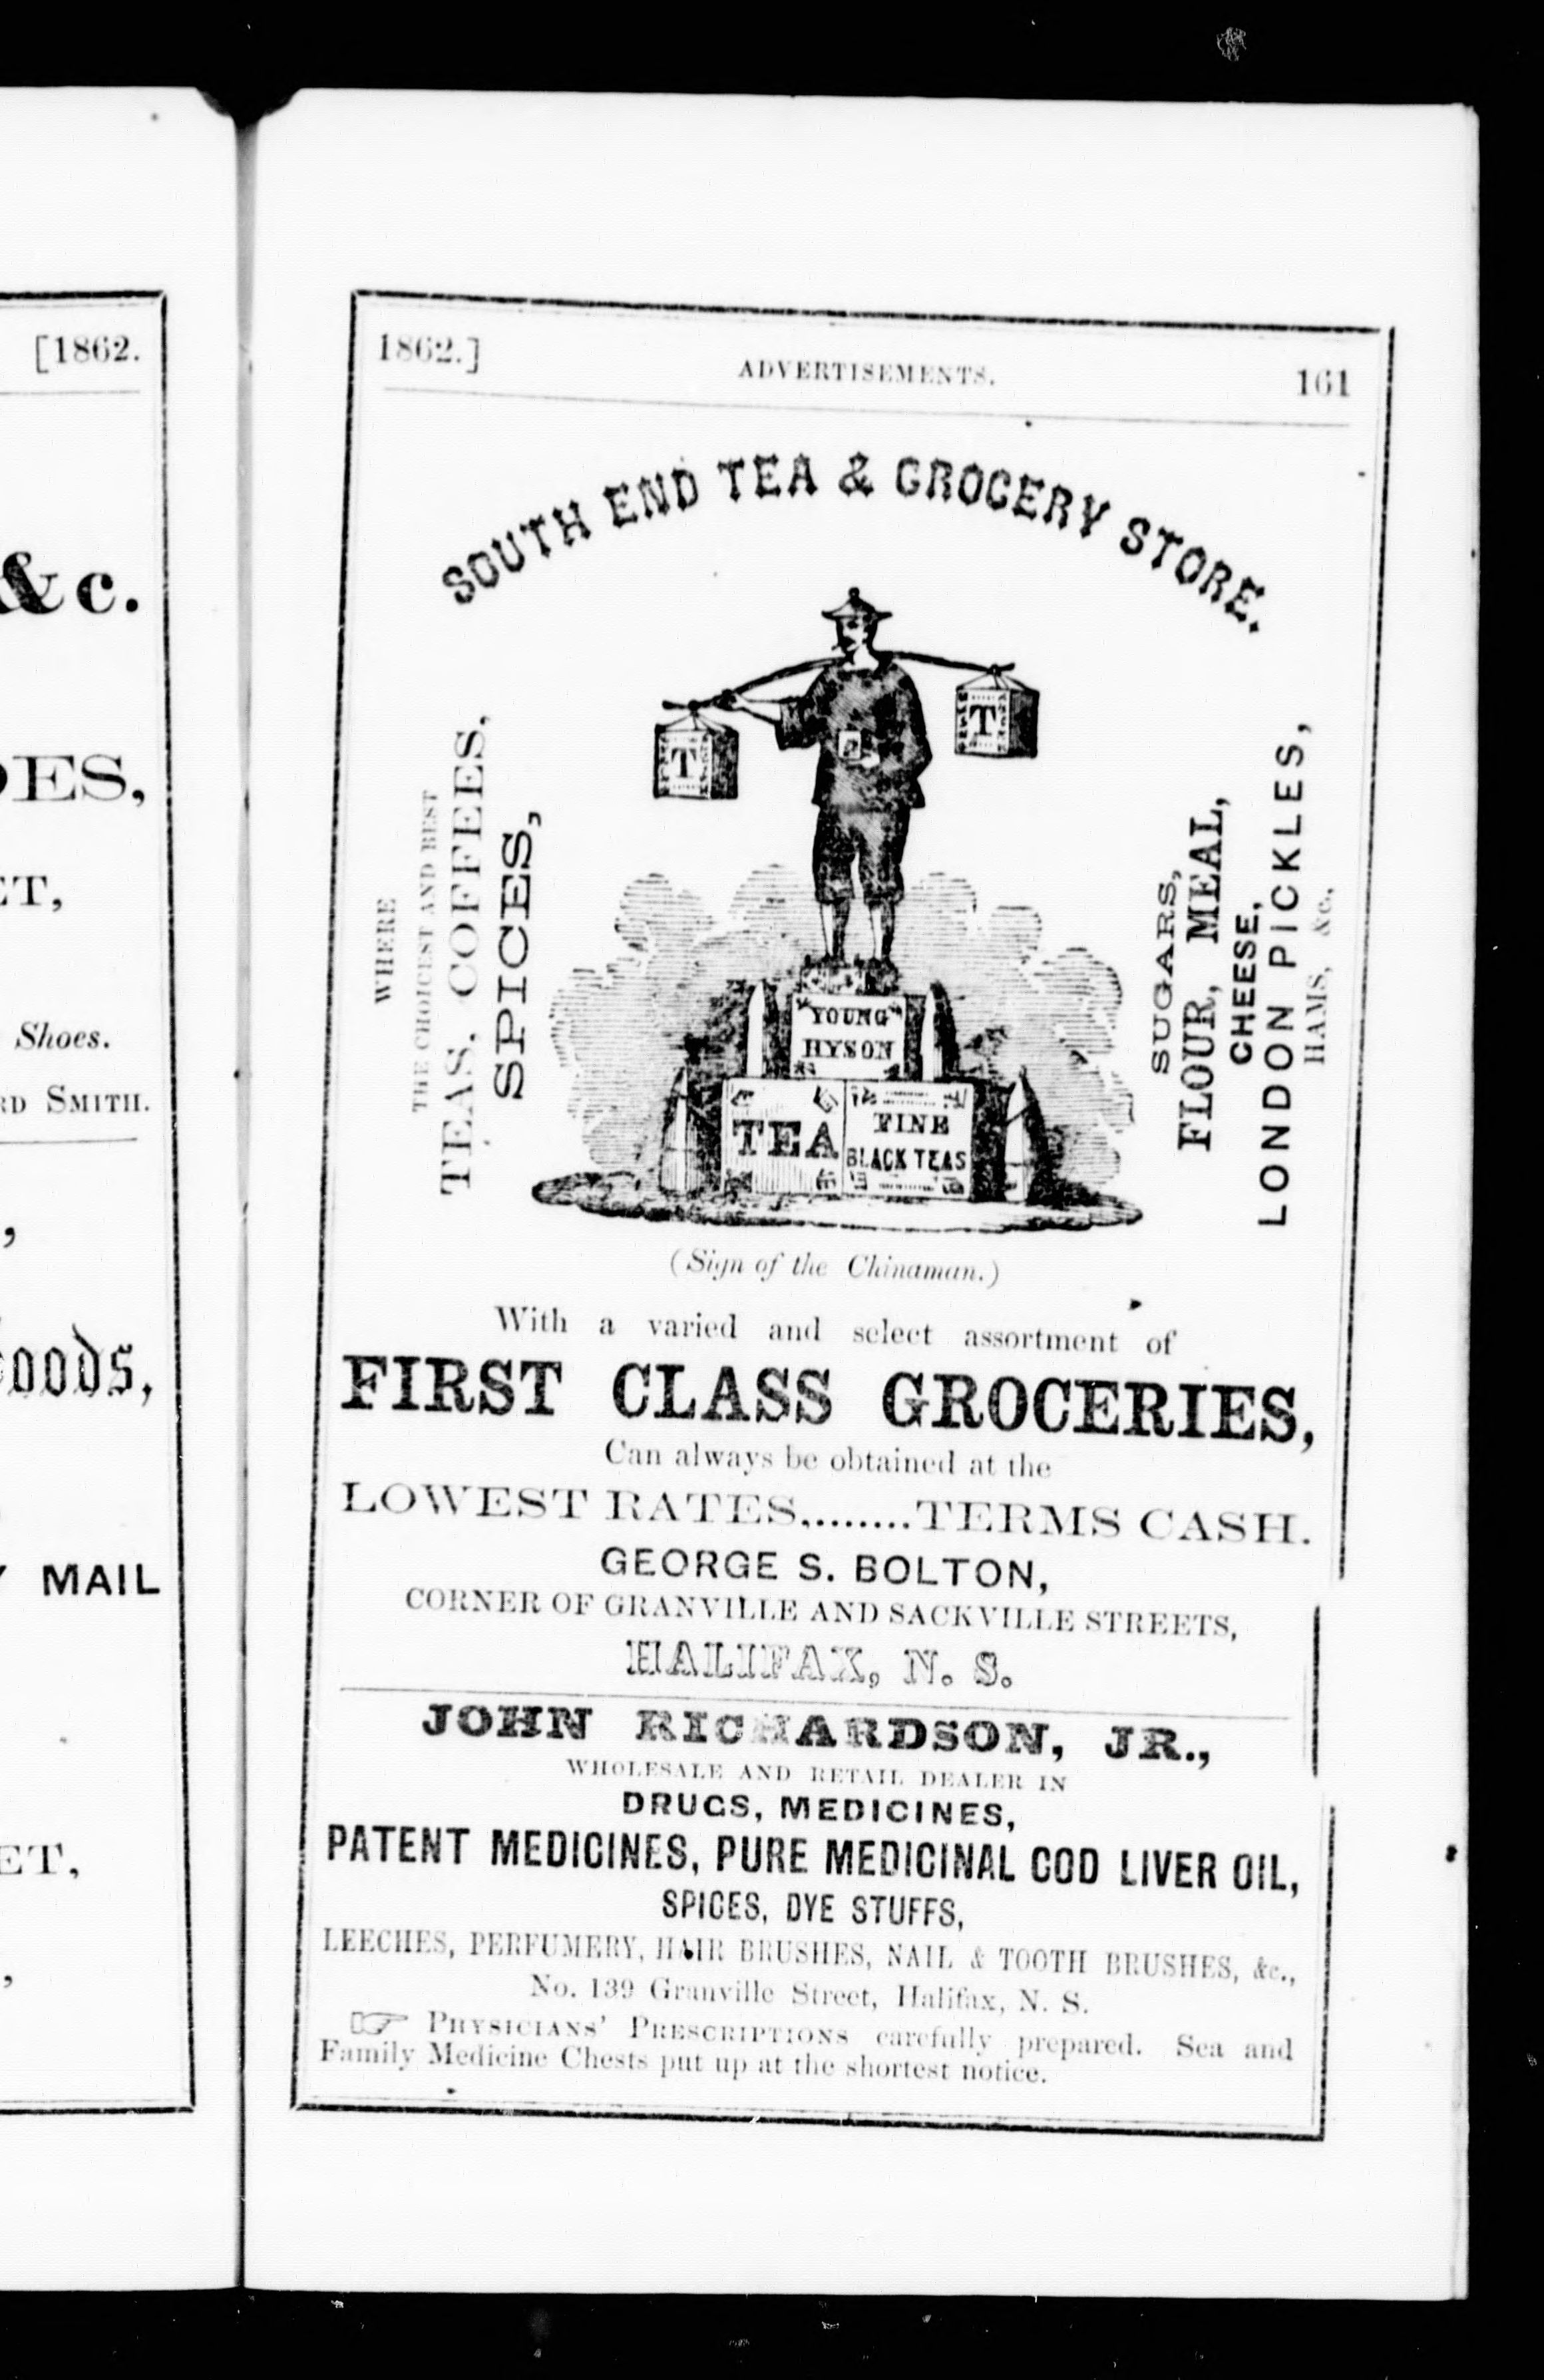 [1862.
&c.
ES,
T,
Shoes.
RD SMITH.
,
oods,
MAIL
ET,
,
1862.] ADVERTISEMENTS. 161
SOUTH END TEA & GROCERY STORE.
WHERE
THE CHOICEST AND BEST
TEAS, COFFEES,
SPICES,
T
T
YOUNG
HYSON
TEA
FINE
BLACK TEAS
SUGARS,
FLOUR, MEAL,
CHEESE,
LONDON PICKLES,
HAMS, &c.,
(Sign of the Chinaman.)
With a varied and select assortment of
FIRST CLASS GROCERIES,
Can always be obtained at the
LOWEST RATES........TERMS CASH.
GEORGE S. BOLTON,
CORNER OF GRANVILLE AND SACKVILLE STREETS,
HALIFAX, N. S.
JOHN RICHARDSON, JR.,
WHOLESALE AND RETAIL DEALER IN
DRUGS, MEDICINES,
PATENT MEDICINES, PURE MEDICINAL COD LIVER OIL,
SPICES, DYE STUFFS,
LEECHES, PERFUMERY, HAIR BRUSHES, NAIL & TOOTH BRUSHES, &c.,
No. 139 Granville Street, Halifax, N. S.
☞ PHYSICIANS' PRESCRIPTIONS carefully prepared. Sea and
Family Medicine Chests put up at the shortest notice.